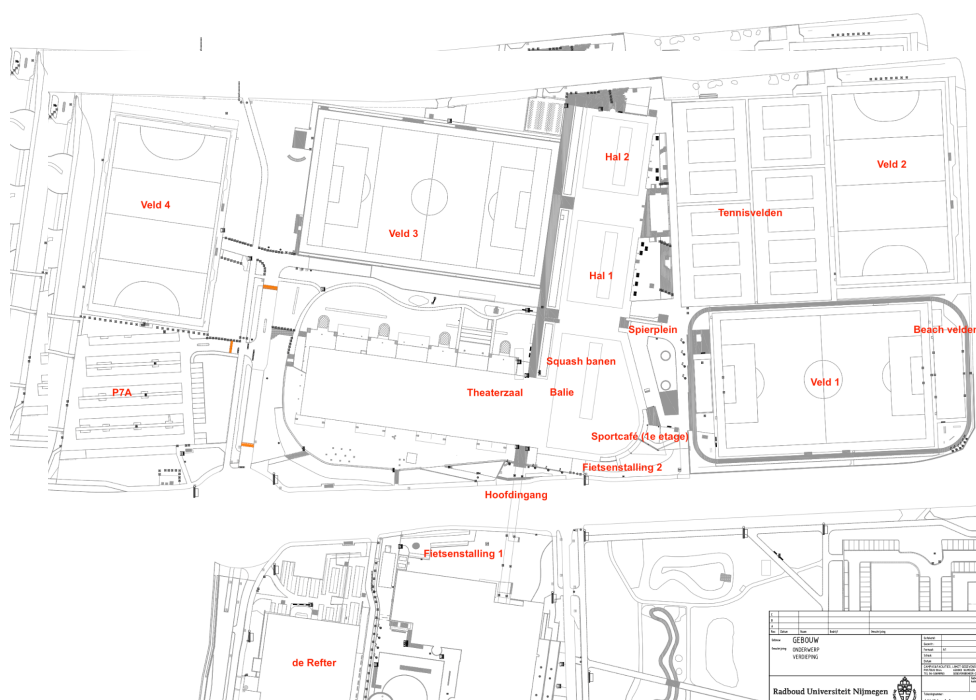 Hal 2
Veld 2
Veld 4
Tennisvelden
Veld 3
Hal 1
Spierplein
Beach velden
Squash banen
Veld 1
P7A
Theaterzaal
Balie
Sportcafé (1e etage)
Fietsenstalling 2
Hoofdingang
Fietsenstalling 1
de Refter
GEBOUW
ONDERWERP
VERDIEPING
Radboud Universiteit Nijmegen